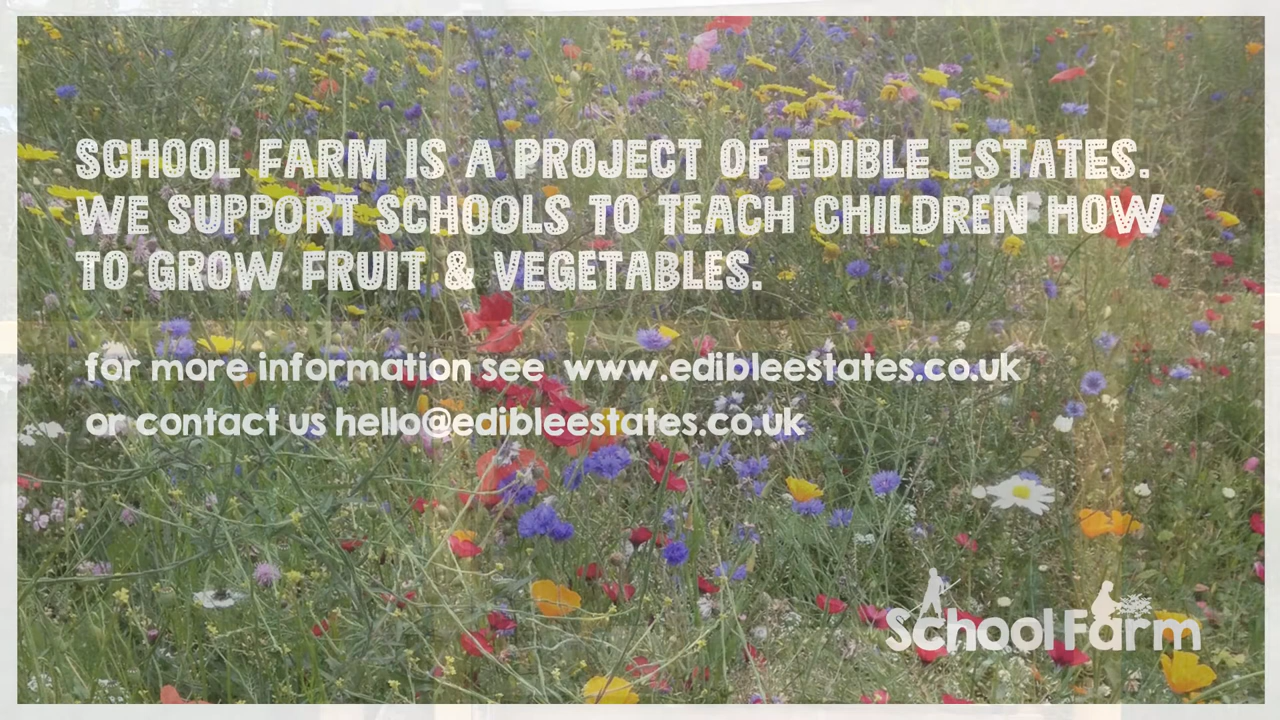 SCHOOL FARM IS A PROJECT OF EDIBLE ESTATES.
WE SUPPORT SCHOOLS TO TEACH CHILDREN HOW
TO GROW FRUIT & VEGETABLES.
for more information see www.edibleestates.co.uk
or contact us hello@edibleestates.co.uk
School Farm